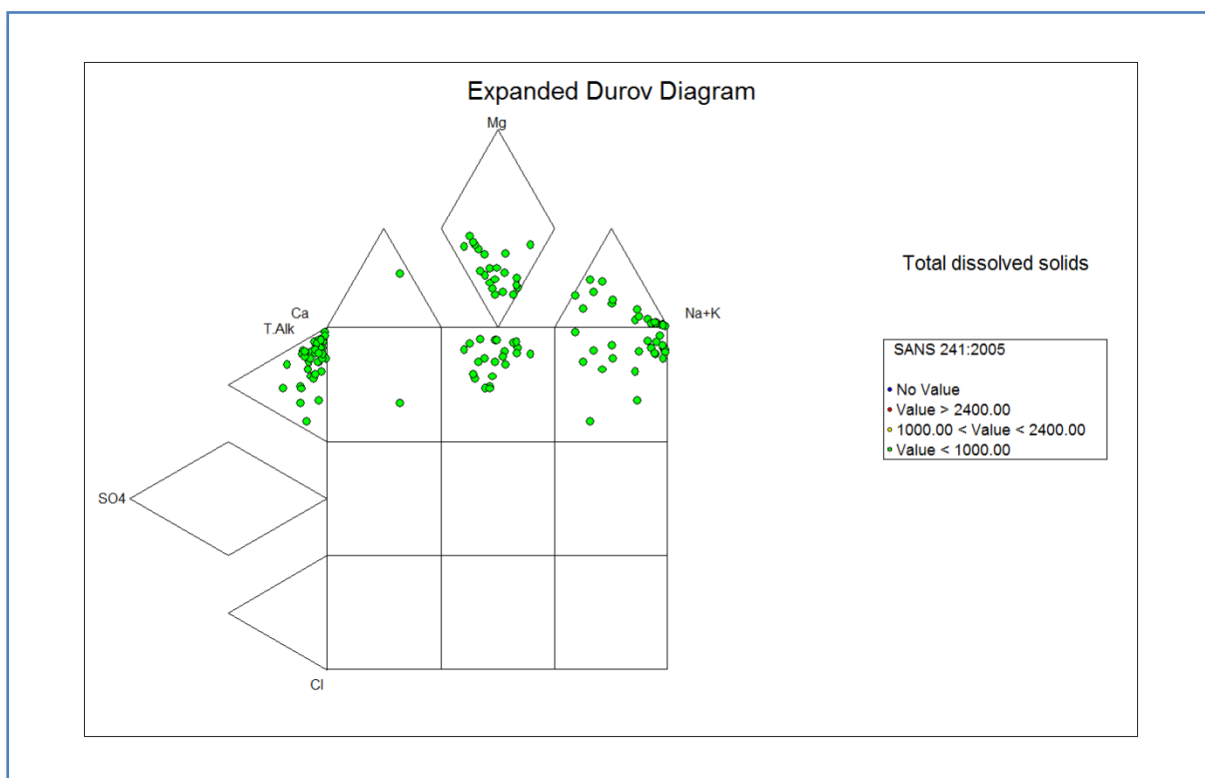 Expanded Durov Diagram
Mg
Total dissolved solids
Ca
Na+K
T.Alk
SANS 241:2005
No Value
Value > 2400.00
1000.00 < Value < 2400.00
Value < 1000.00
SO4
Cl